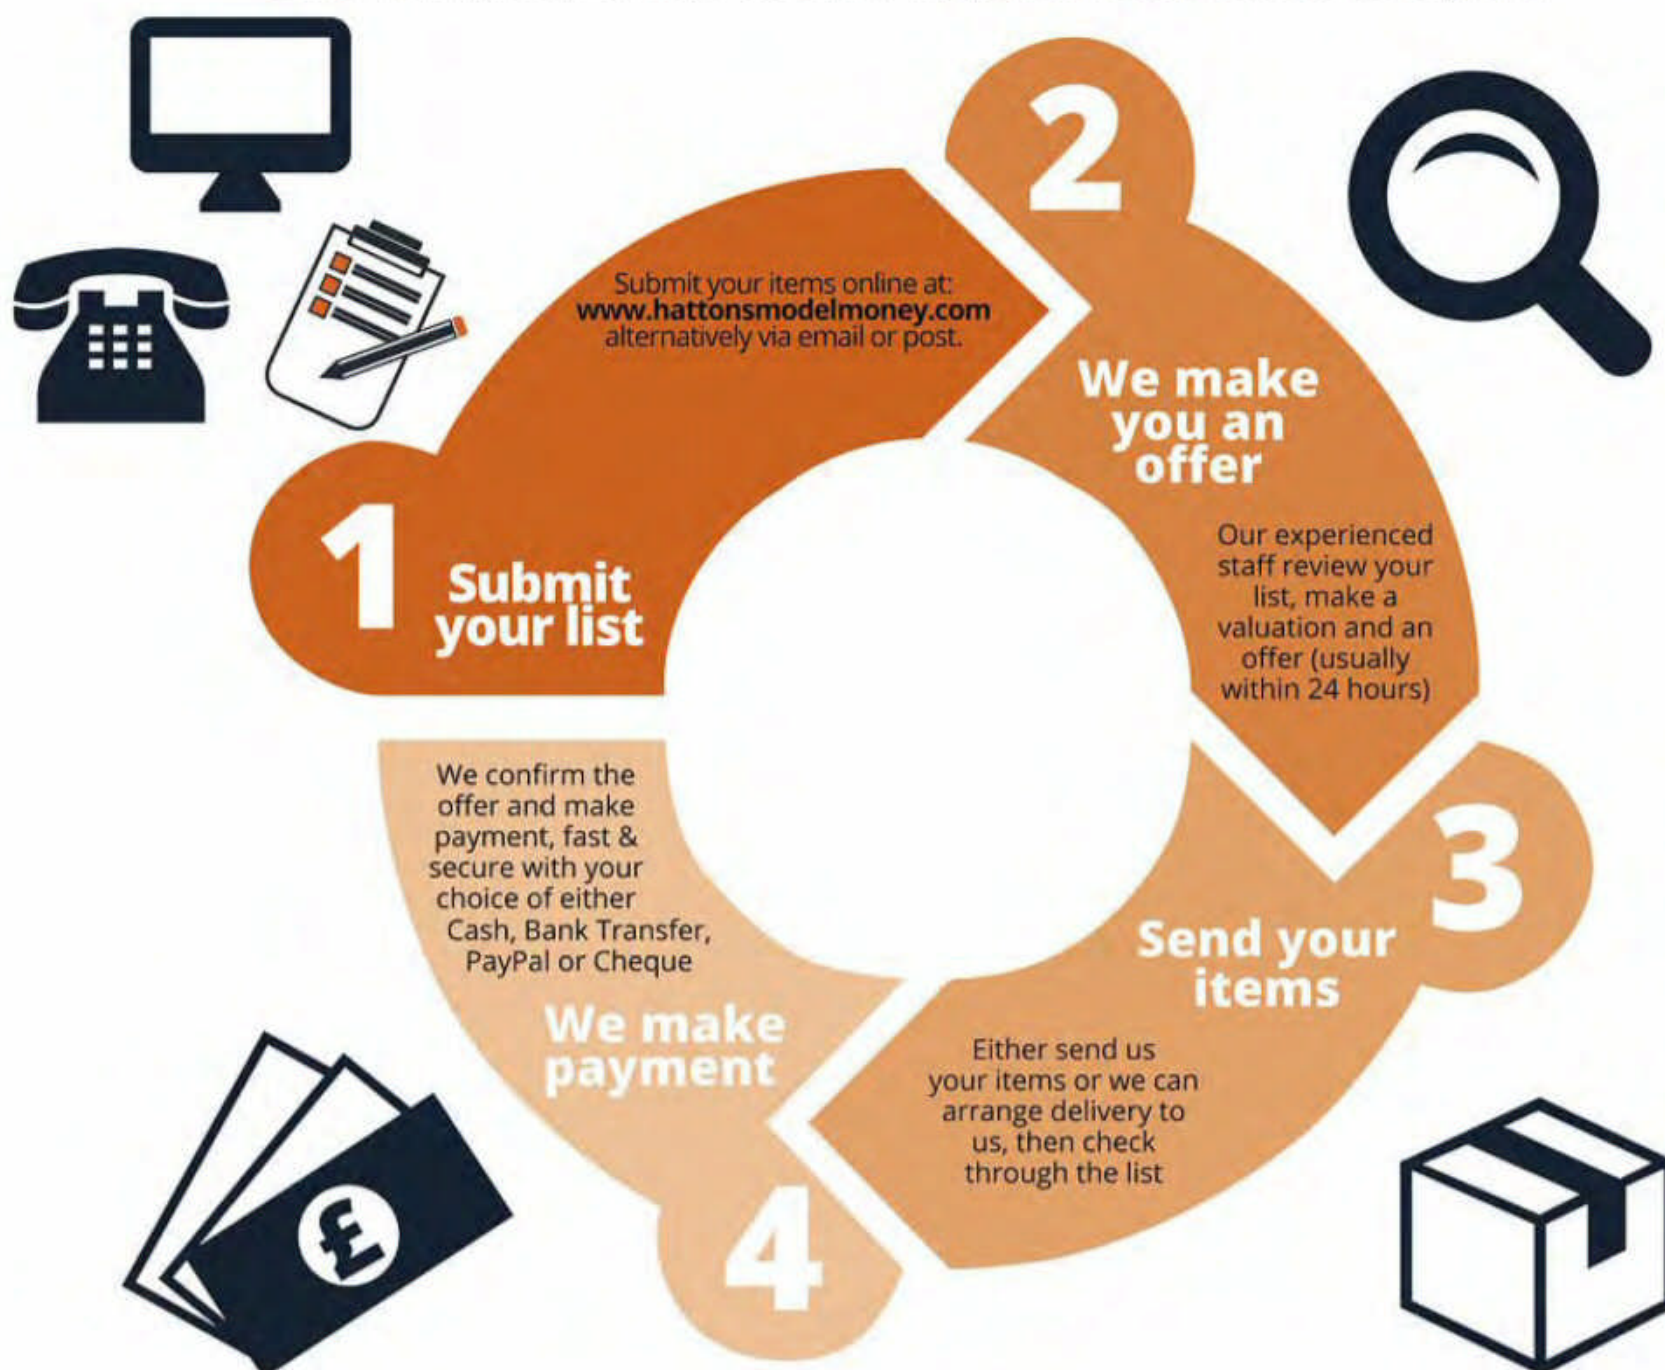 1
Submit
your list
Submit your items online at:
www.hattonsmodelmoney.com
alternatively via email or post.
2
We make
you an
offer
Our experienced
staff review your
list, make a
valuation and an
offer (usually
within 24 hours)
3
Send your
items
Either send us
your items or we can
arrange delivery to
us, then check
through the list
4
We make
payment
We confirm the
offer and make
payment, fast &
secure with your
choice of either
Cash, Bank Transfer,
PayPal or Cheque
£